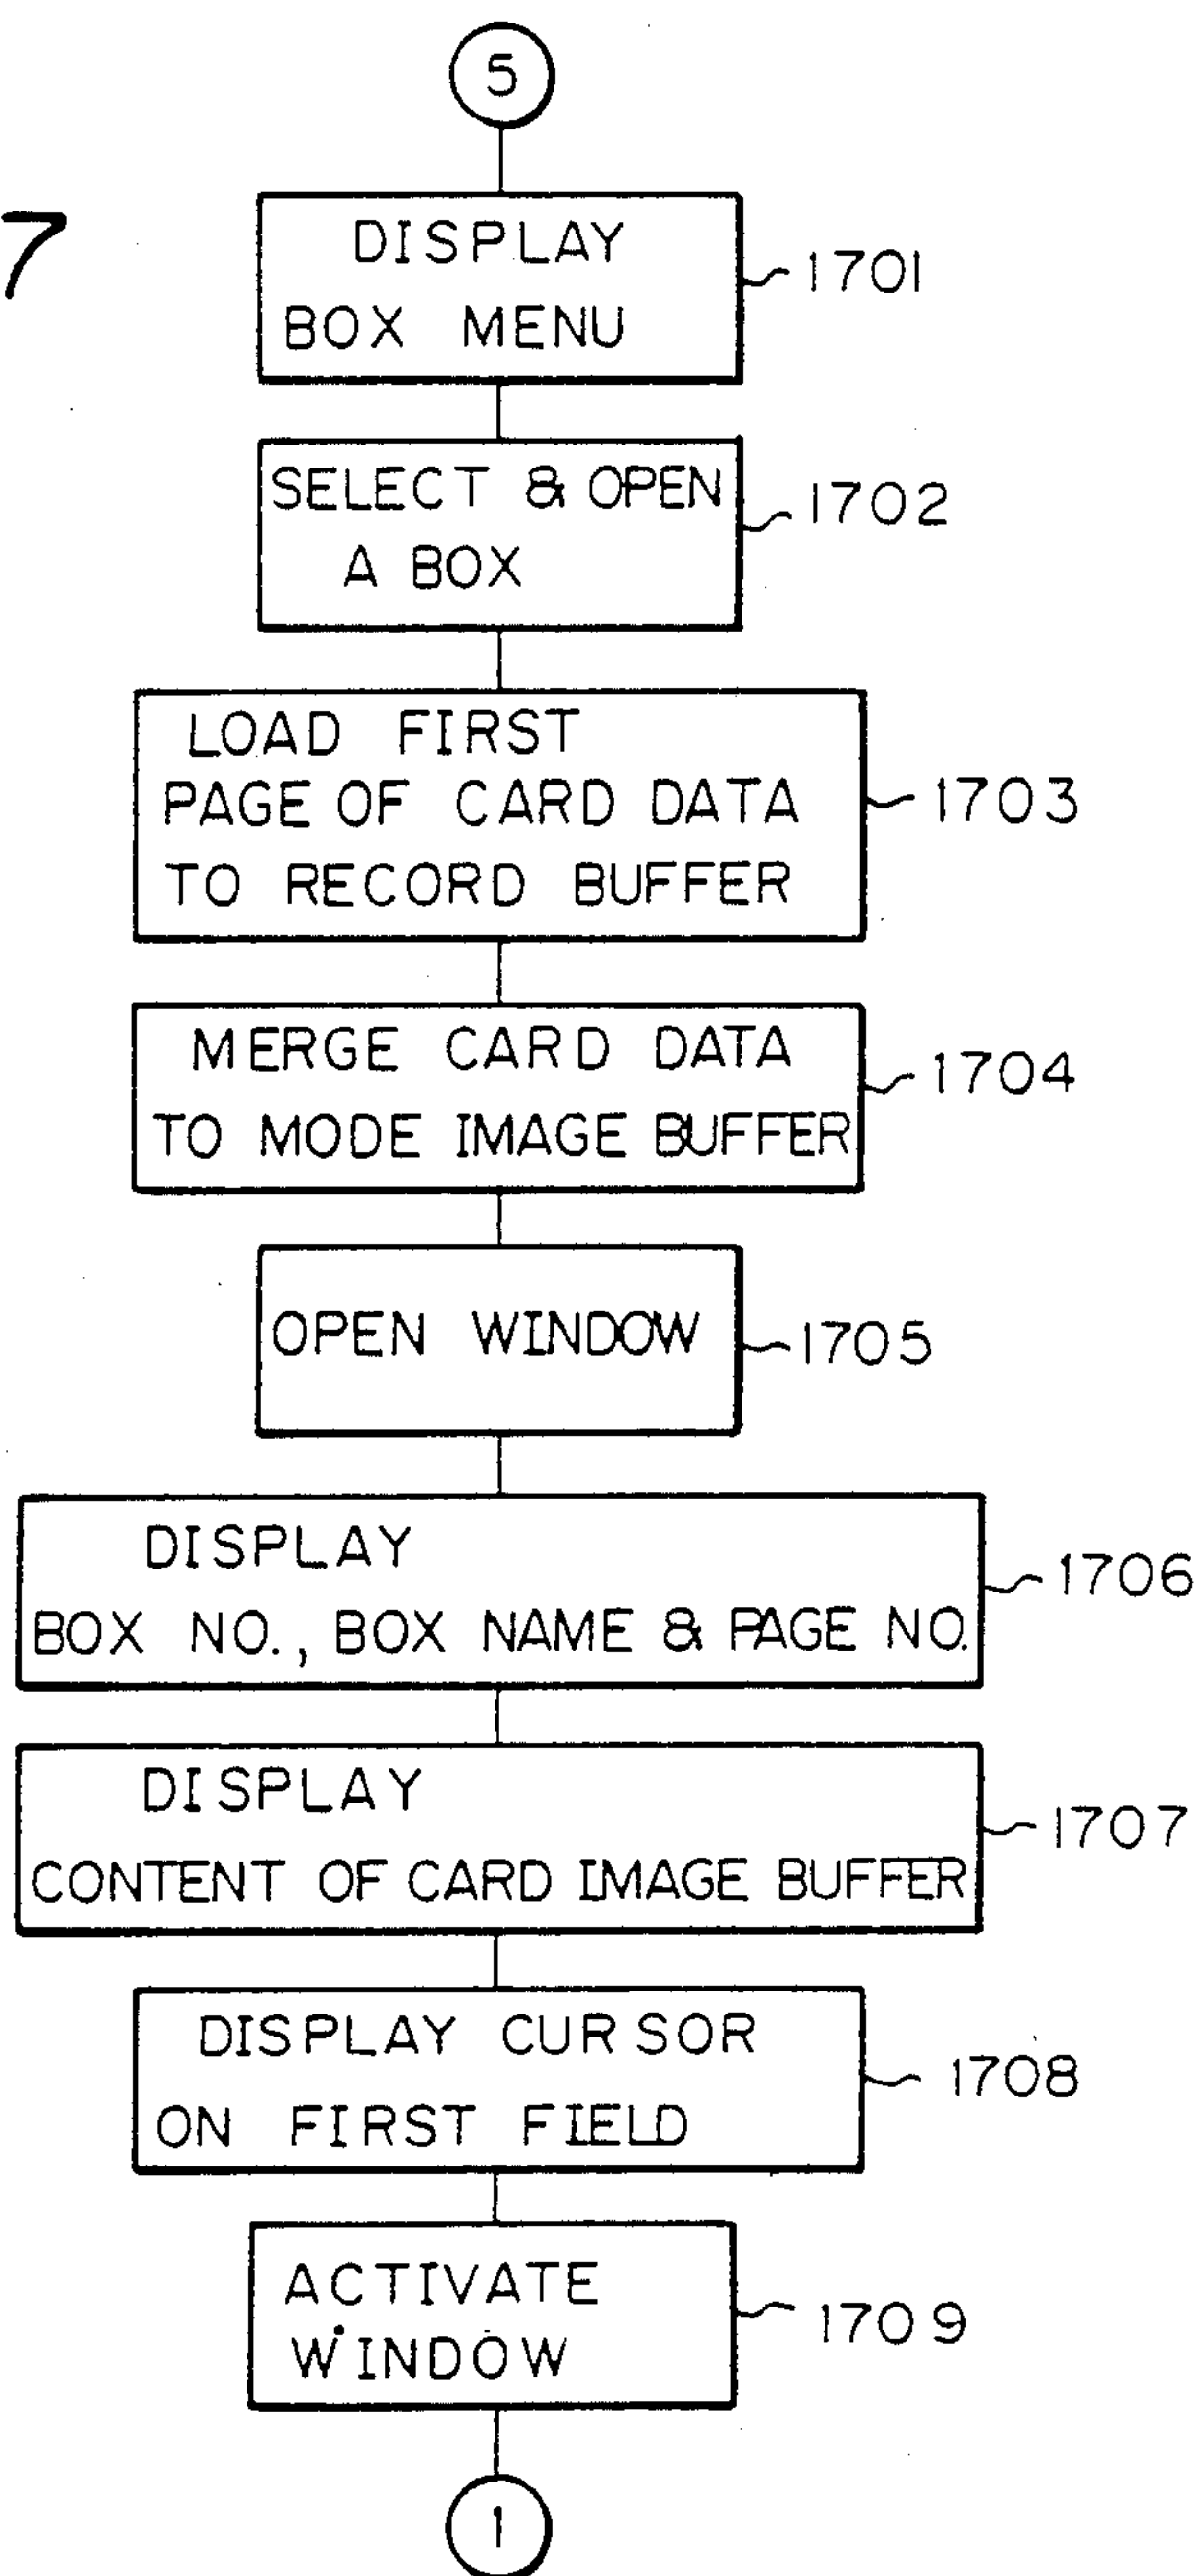 5
7
DISPLAY
BOX MENU
1701
SELECT & OPEN
A BOX
1702
LOAD FIRST
PAGE OF CARD DATA
TO RECORD BUFFER
1703
MERGE CARD DATA
TO MODE IMAGE BUFFER
1704
OPEN WINDOW
1705
DISPLAY
BOX NO., BOX NAME & PAGE NO.
1706
DISPLAY
CONTENT OF CARD IMAGE BUFFER
1707
DISPLAY CURSOR
ON FIRST FIELD
1708
ACTIVATE
WINDOW
1709
1